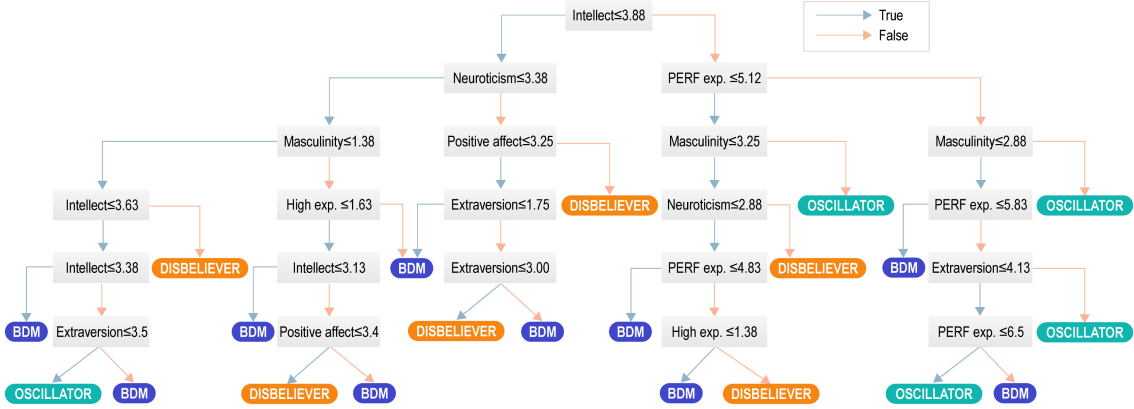 Intellect≤3.88
True
False
Neuroticism≤3.38
PERF exp. ≤5.12
Masculinity≤1.38
Positive affect≤3.25
Masculinity≤3.25
Masculinity≤2.88
Intellect≤3.63
High exp. ≤1.63
Extraversion≤1.75
DISBELIEVER
Neuroticism≤2.88
OSCILLATOR
PERF exp. ≤5.83
OSCILLATOR
Intellect≤3.38
DISBELIEVER
Intellect≤3.13
BDM
Extraversion≤3.00
PERF exp. ≤4.83
DISBELIEVER
BDM
Extraversion≤4.13
BDM
Extraversion≤3.5
BDM
Positive affect≤3.4
DISBELIEVER
BDM
BDM
High exp. ≤1.38
PERF exp. ≤6.5
OSCILLATOR
OSCILLATOR
BDM
DISBELIEVER
BDM
BDM
DISBELIEVER
OSCILLATOR
BDM